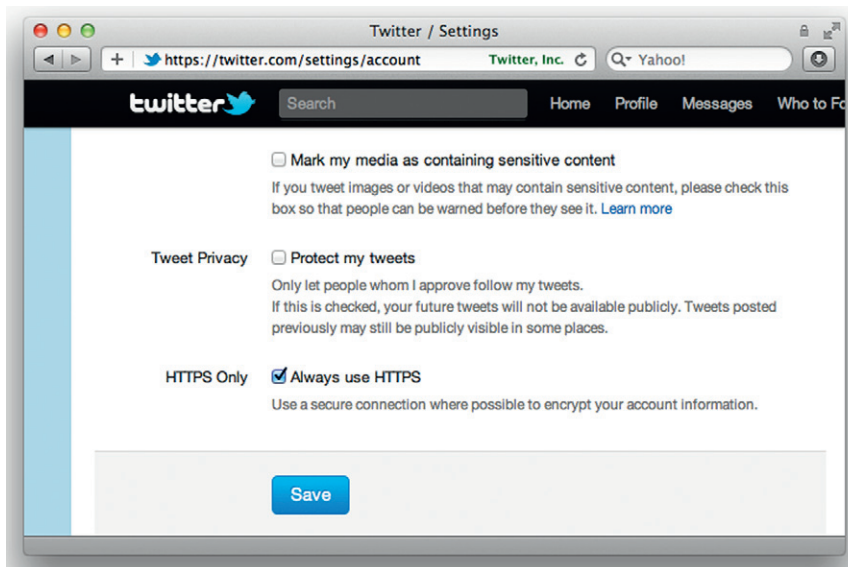 Twitter / Settings
https://twitter.com/settings/account Twitter, Inc. Yahoo!
twitter Search Home Profile Messages Who to Fo
Mark my media as containing sensitive content
If you tweet images or videos that may contain sensitive content, please check this
box so that people can be warned before they see it. Learn more
Tweet Privacy Protect my tweets
Only let people whom I approve follow my tweets.
If this is checked, your future tweets will not be available publicly. Tweets posted
previously may still be publicly visible in some places.
HTTPS Only Always use HTTPS
Use a secure connection where possible to encrypt your account information.
Save